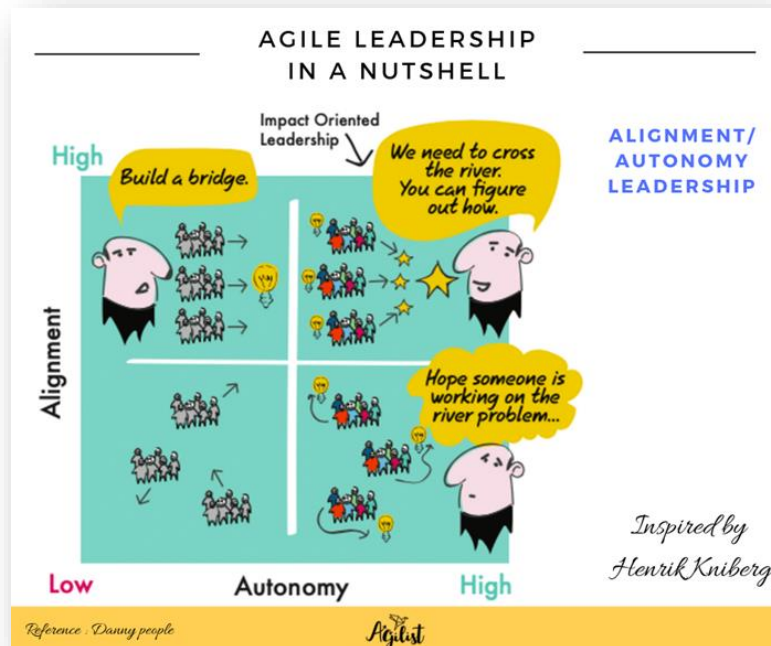 AGILE LEADERSHIP
IN A NUTSHELL
Impact Oriented
Leadership
ALIGNMENT/
AUTONOMY
LEADERSHIP
High
Build a bridge.
We need to cross
the river.
You can figure
out how.
Alignment
Hope someone is
working on the
river problem...
Low
Autonomy
High
Inspired by
Henrik Kniberg
Reference : Danny people
Agilist